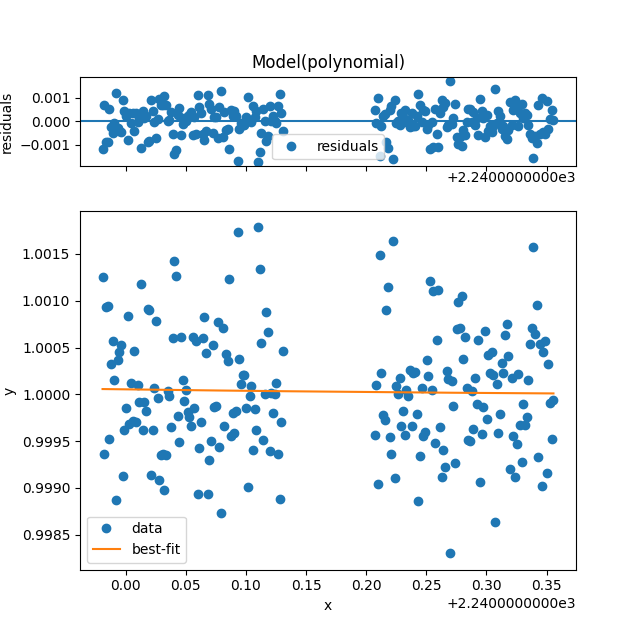 Model(polynomial)
residuals
0.001
0.000
−0.001
residuals
+2.2400000000e3
y
1.0015
1.0010
1.0005
1.0000
0.9995
0.9990
0.9985
data
best-fit
0.00 0.05 0.10 0.15 0.20 0.25 0.30 0.35
x
+2.2400000000e3